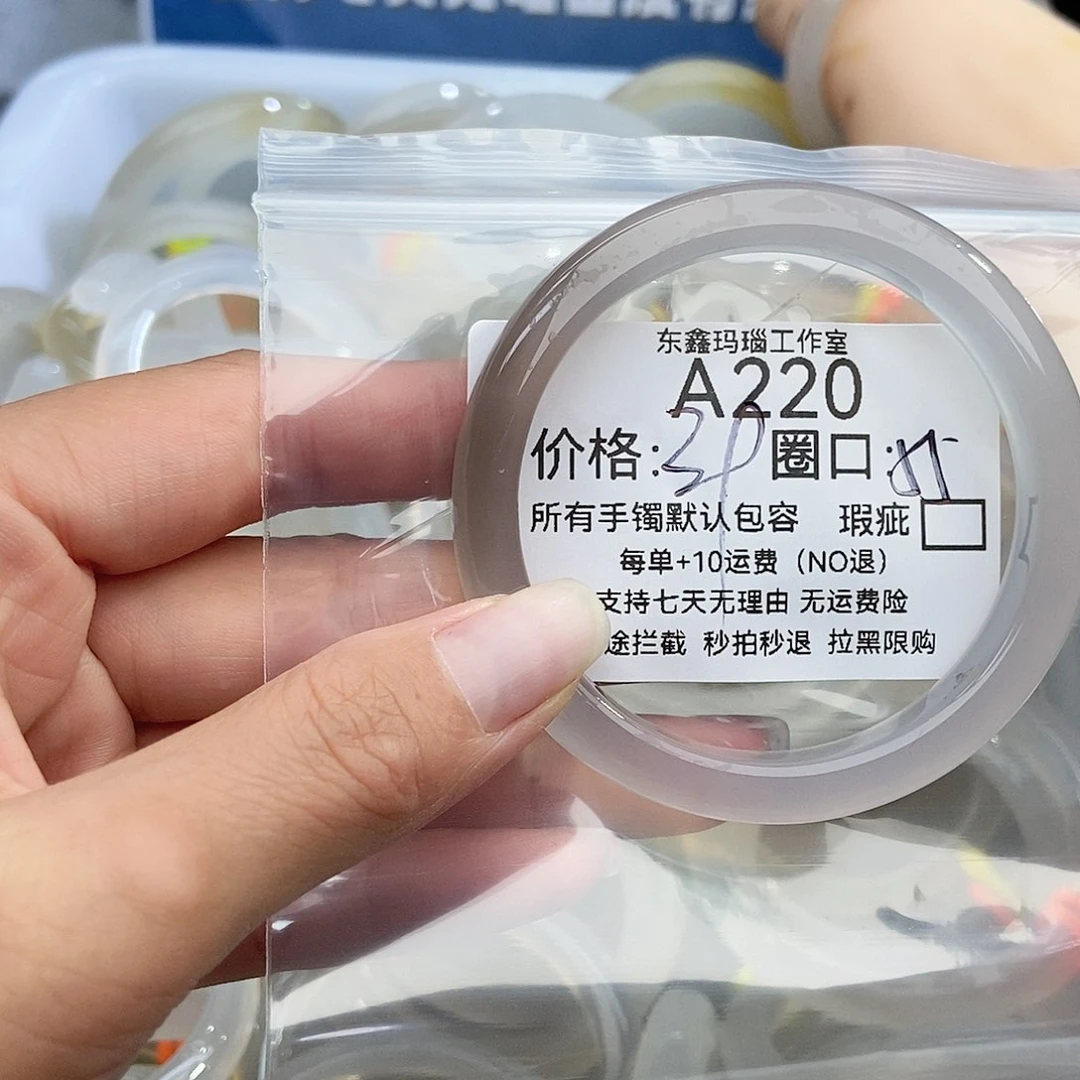 东鑫玛瑙工作室
A220
价格: 圈口:
所有手镯默认包容 瑕疵
每单+10运费（NO退）
支持七天无理由 无运费险
途拦截 秒拍秒退 拉黑限购